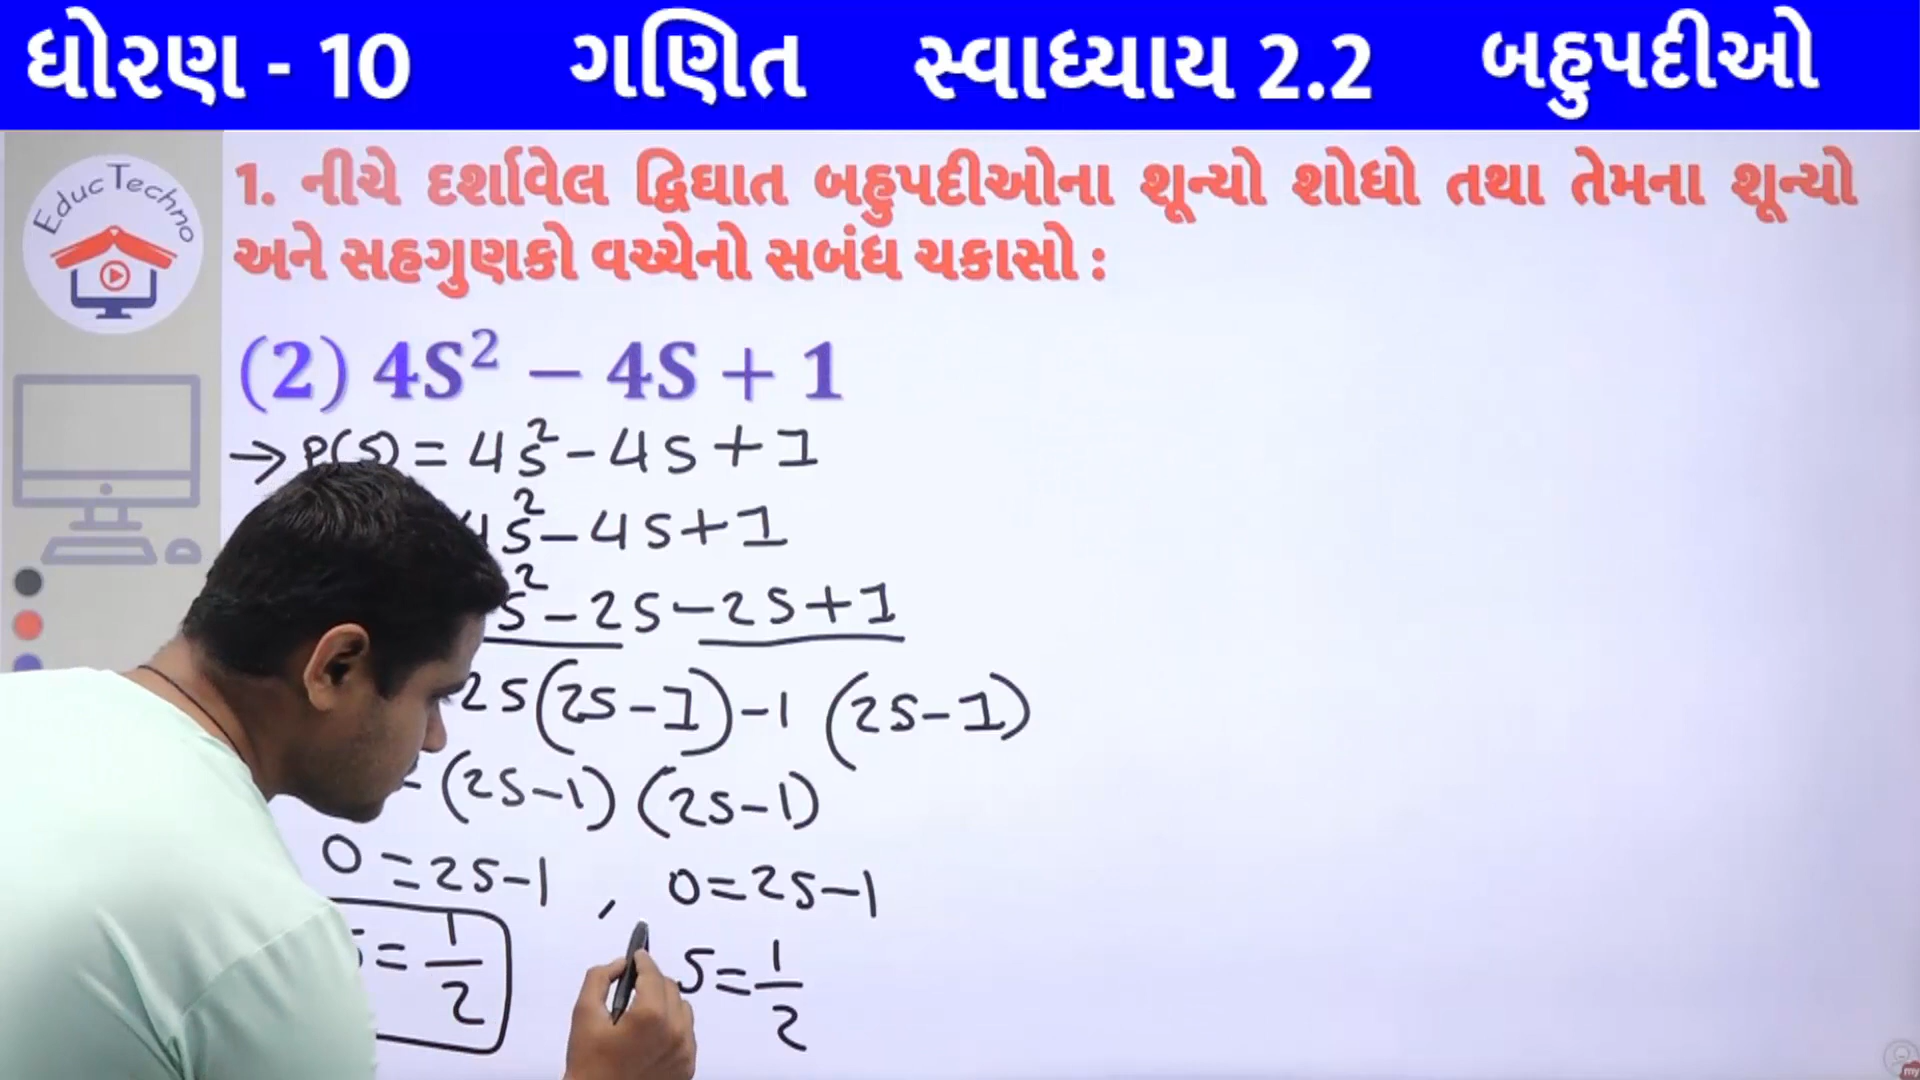 ધોરણ - 10 ગણિત સ્વાધ્યાય 2.2 બહુપદીઓ
EducTechno
1. નીચે દર્શાવેલ દ્વિઘાત બહુપદીઓના શૂન્યો શોધો તથા તેમના શૂન્યો
અને સહગુણકો વચ્ચેનો સબંધ ચકાસો :
(2) 4S² − 4S + 1
→ P(S) = 4s² - 4s + 1
s² - 4s + 1
s² - 2s - 2s + 1
2s (2s - 1) - 1 (2s - 1)
(2s - 1) (2s - 1)
0 = 2s - 1 , 0 = 2s - 1
= 1/2 s = 1/2
my